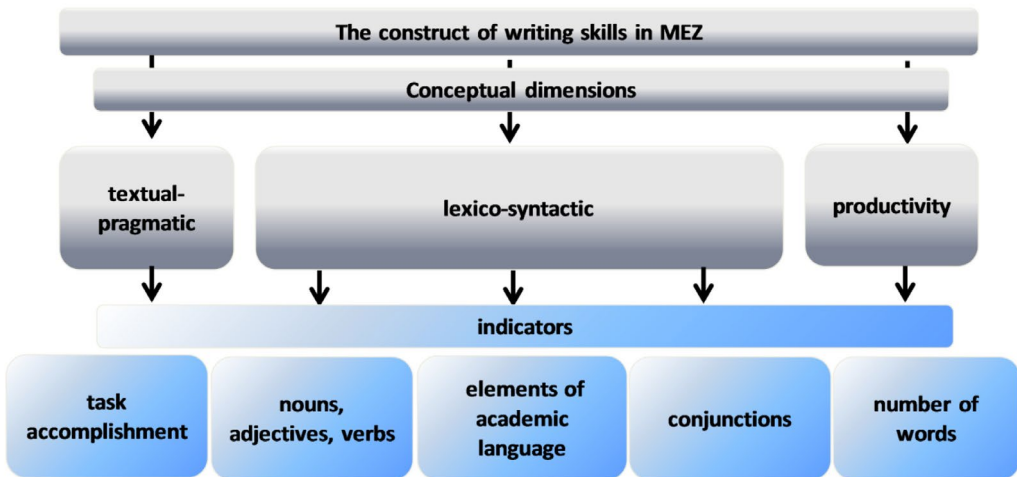 The construct of writing skills in MEZ
Conceptual dimensions
textual-
pragmatic
lexico-syntactic
productivity
indicators
task
accomplishment
nouns,
adjectives, verbs
elements of
academic
language
conjunctions
number of
words